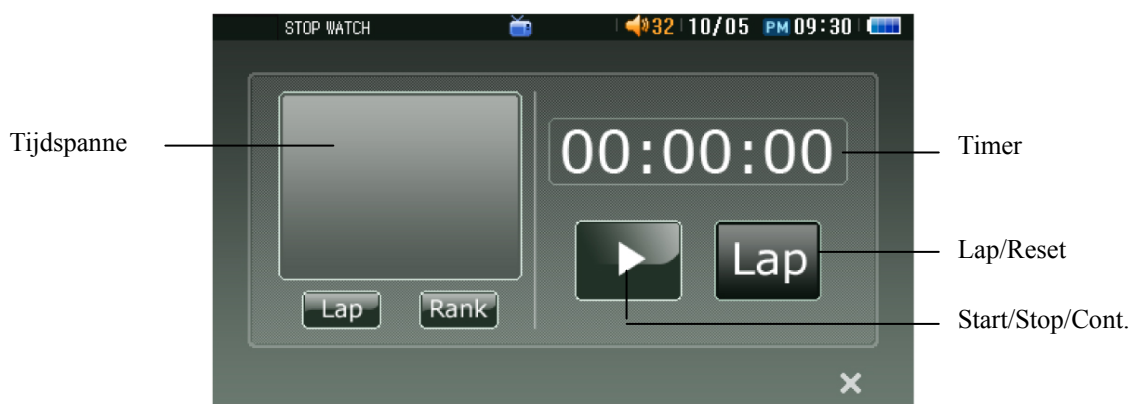 STOP WATCH 32 10/05 PM 09:30
Tijdspanne
00:00:00
Timer
Lap
Lap/Reset
Lap Rank
Start/Stop/Cont.